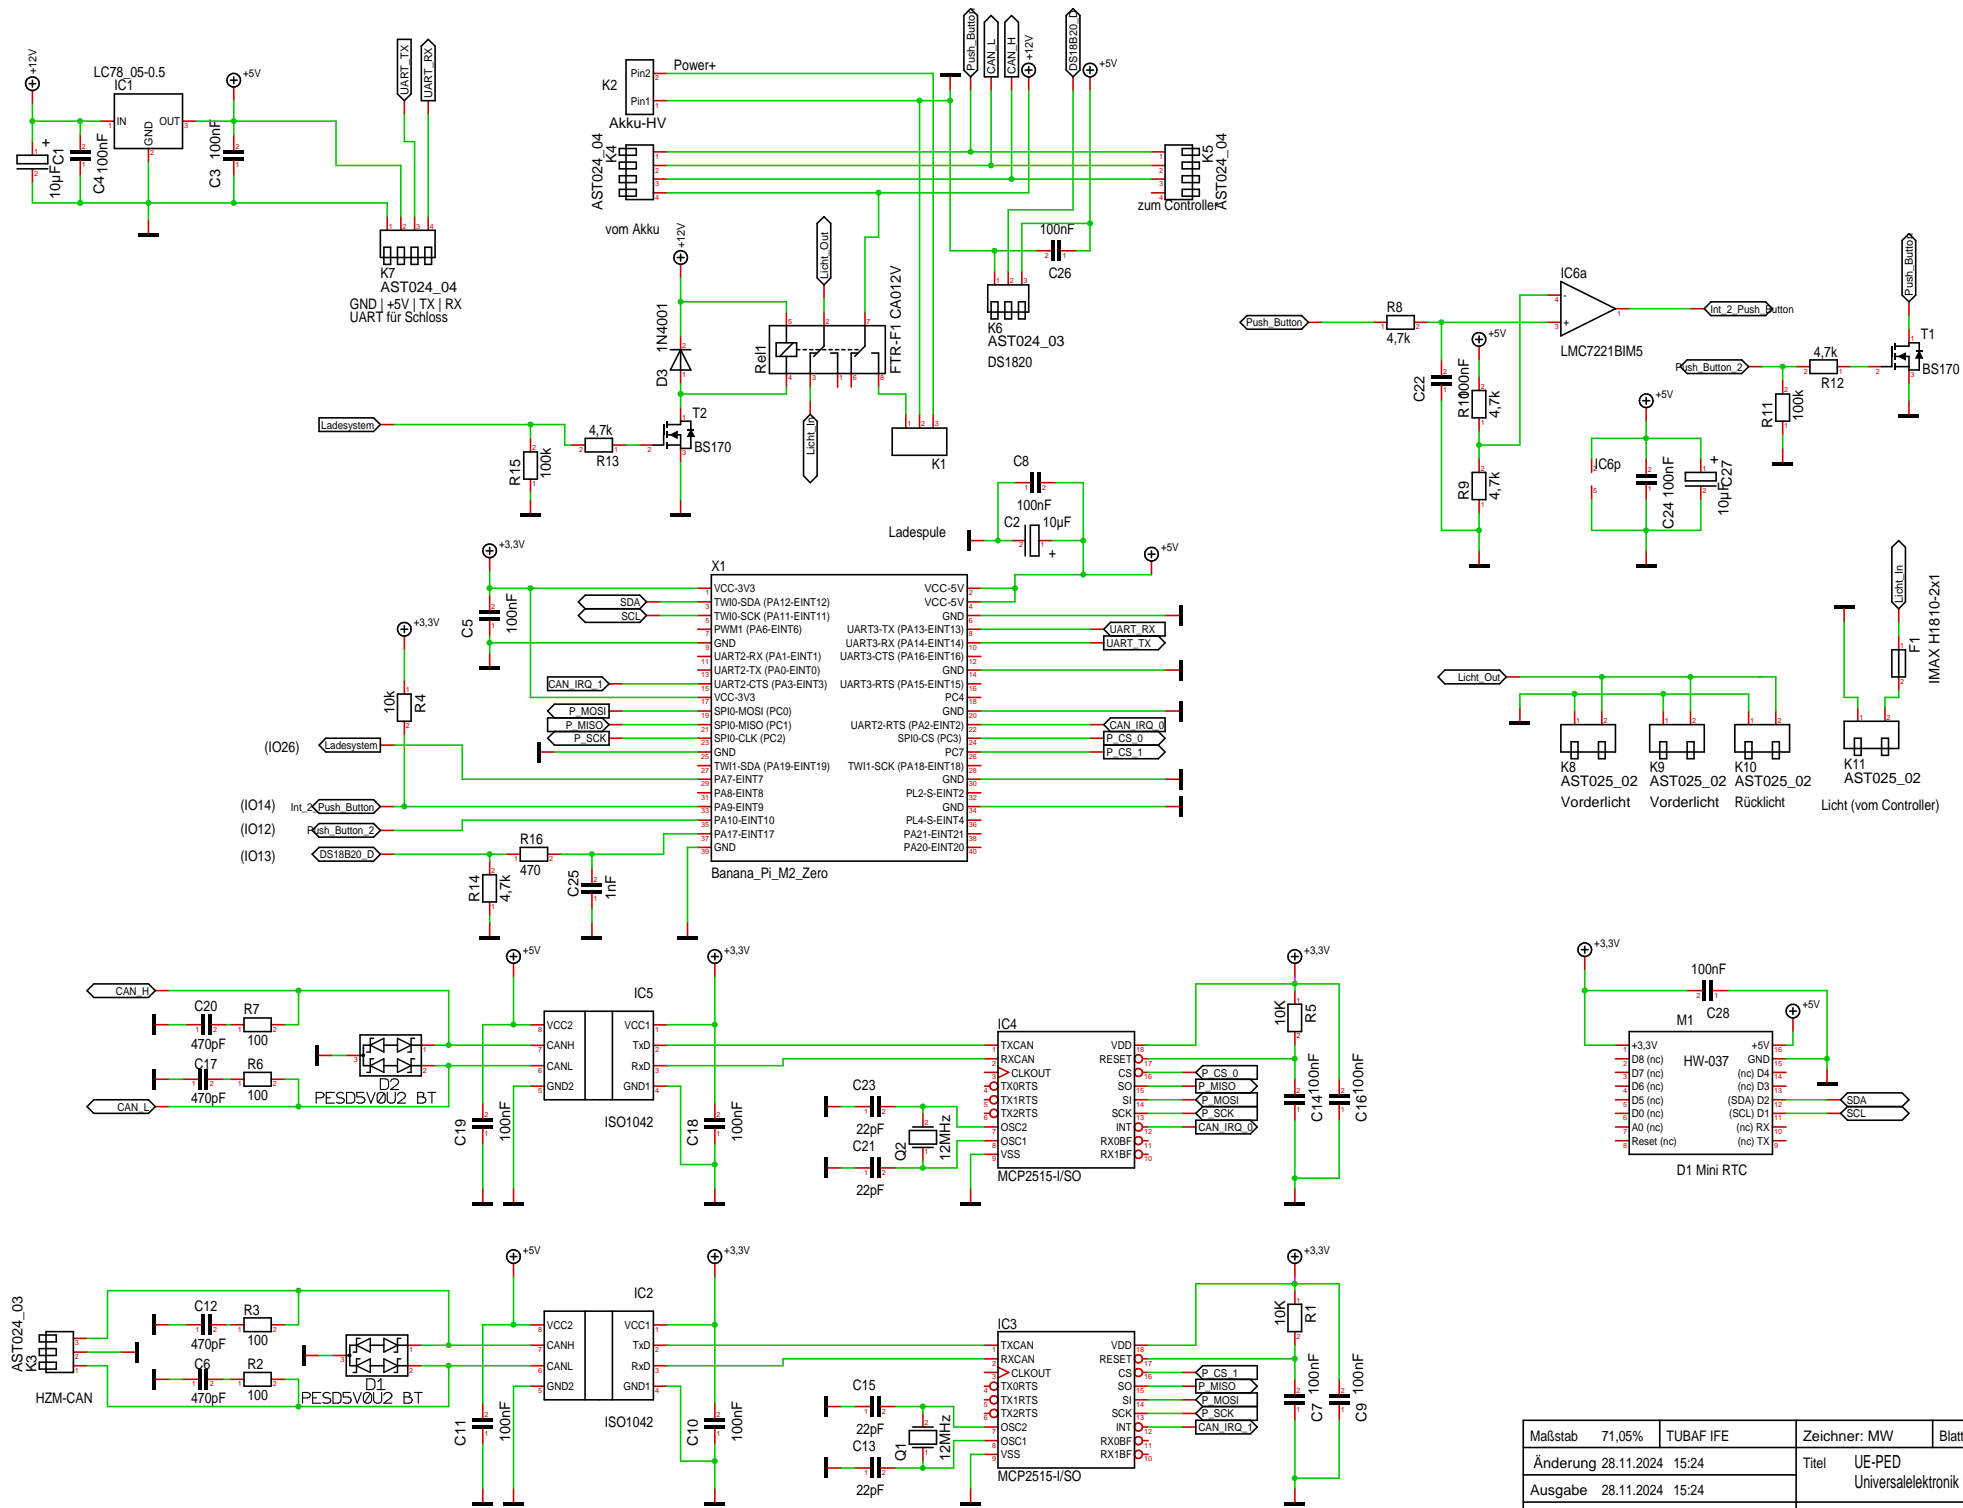 +12V
LC78_05-0.5
IC1
+5V
IN
OUT
GND
10µF
C1
C4
100nF
C3
100nF
UART_TX
UART_RX
K7
AST024_04
GND | +5V | TX | RX
UART für Schloss
K2
Pin2
Pin1
Power+
Akku-HV
AST024_04
K4
vom Akku
Push_Button
CAN_L
CAN_H
+12V
DS18B20_D
+5V
K5
AST024_04
zum Controller
100nF
C26
K6
AST024_03
DS1820
+12V
Licht_Out
1N4001
D3
Rel1
FTR-F1 CA012V
Licht_In
K1
Ladesystem
R15
100k
4,7k
R13
T2
BS170
Ladespule
C8
100nF
C2
10µF
+5V
Push_Button
R8
4,7k
C22
100nF
+5V
R10
4,7k
R9
4,7k
IC6a
LMC7221BIM5
Int_2_Push_Button
Push_Button
T1
BS170
Push_Button_2
4,7k
R12
R11
100k
+5V
IC6p
C24
100nF
10µF
C27
Licht_In
F1
IMAX H1810-2x1
Licht_Out
K8
AST025_02
Vorderlicht
K9
AST025_02
Vorderlicht
K10
AST025_02
Rücklicht
K11
AST025_02
Licht (vom Controller)
+3,3V
C5
100nF
+3,3V
10k
R4
SDA
SCL
CAN_IRQ_1
P_MOSI
P_MISO
P_SCK
(IO26)
Ladesystem
(IO14)
Int_2_Push_Button
(IO12)
Push_Button_2
(IO13)
DS18B20_D
R16
470
R14
4,7k
C25
1nF
X1
VCC-3V3
TWI0-SDA (PA12-EINT12)
TWI0-SCK (PA11-EINT11)
PWM1 (PA6-EINT6)
GND
UART2-RX (PA1-EINT1)
UART2-TX (PA0-EINT0)
UART2-CTS (PA3-EINT3)
VCC-3V3
SPI0-MOSI (PC0)
SPI0-MISO (PC1)
SPI0-CLK (PC2)
GND
TWI1-SDA (PA19-EINT19)
PA7-EINT7
PA8-EINT8
PA9-EINT9
PA10-EINT10
PA17-EINT17
GND
VCC-5V
VCC-5V
GND
UART3-TX (PA13-EINT13)
UART3-RX (PA14-EINT14)
UART3-CTS (PA16-EINT16)
GND
UART3-RTS (PA15-EINT15)
PC4
GND
UART2-RTS (PA2-EINT2)
SPI0-CS (PC3)
PC7
TWI1-SCK (PA18-EINT18)
GND
PL2-S-EINT2
GND
PL4-S-EINT4
PA21-EINT21
PA20-EINT20
Banana_Pi_M2_Zero
UART_RX
UART_TX
CAN_IRQ_0
P_CS_0
P_CS_1
CAN_H
C20
470pF
R7
100
C17
470pF
R6
100
CAN_L
D2
PESD5V0U2 BT
+5V
C19
100nF
IC5
VCC2
CANH
CANL
GND2
VCC1
TxD
RxD
GND1
ISO1042
+3,3V
C18
100nF
C23
22pF
C21
22pF
Q2
12MHz
IC4
TXCAN
RXCAN
CLKOUT
TX0RTS
TX1RTS
TX2RTS
OSC2
OSC1
VSS
VDD
RESET
CS
SO
SI
SCK
INT
RX0BF
RX1BF
MCP2515-I/SO
+3,3V
10K
R5
P_CS_0
P_MISO
P_MOSI
P_SCK
CAN_IRQ_0
C14
100nF
C16
100nF
+3,3V
100nF
C28
+5V
M1
HW-037
+3,3V
D8 (nc)
D7 (nc)
D6 (nc)
D5 (nc)
D0 (nc)
A0 (nc)
Reset (nc)
+5V
GND
(nc) D4
(nc) D3
(SDA) D2
(SCL) D1
(nc) RX
(nc) TX
D1 Mini RTC
SDA
SCL
AST024_03
K3
HZM-CAN
C12
470pF
R3
100
C6
470pF
R2
100
D1
PESD5V0U2 BT
+5V
C11
100nF
IC2
VCC2
CANH
CANL
GND2
VCC1
TxD
RxD
GND1
ISO1042
+3,3V
C10
100nF
C15
22pF
C13
22pF
Q1
12MHz
IC3
TXCAN
RXCAN
CLKOUT
TX0RTS
TX1RTS
TX2RTS
OSC2
OSC1
VSS
VDD
RESET
CS
SO
SI
SCK
INT
RX0BF
RX1BF
MCP2515-I/SO
+3,3V
10K
R1
P_CS_1
P_MISO
P_MOSI
P_SCK
CAN_IRQ_1
C7
100nF
C9
100nF
Maßstab 71,05% TUBAF IFE Zeichner: MW Blatt
Änderung 28.11.2024 15:24 Titel UE-PED
Universalelektronik
Ausgabe 28.11.2024 15:24